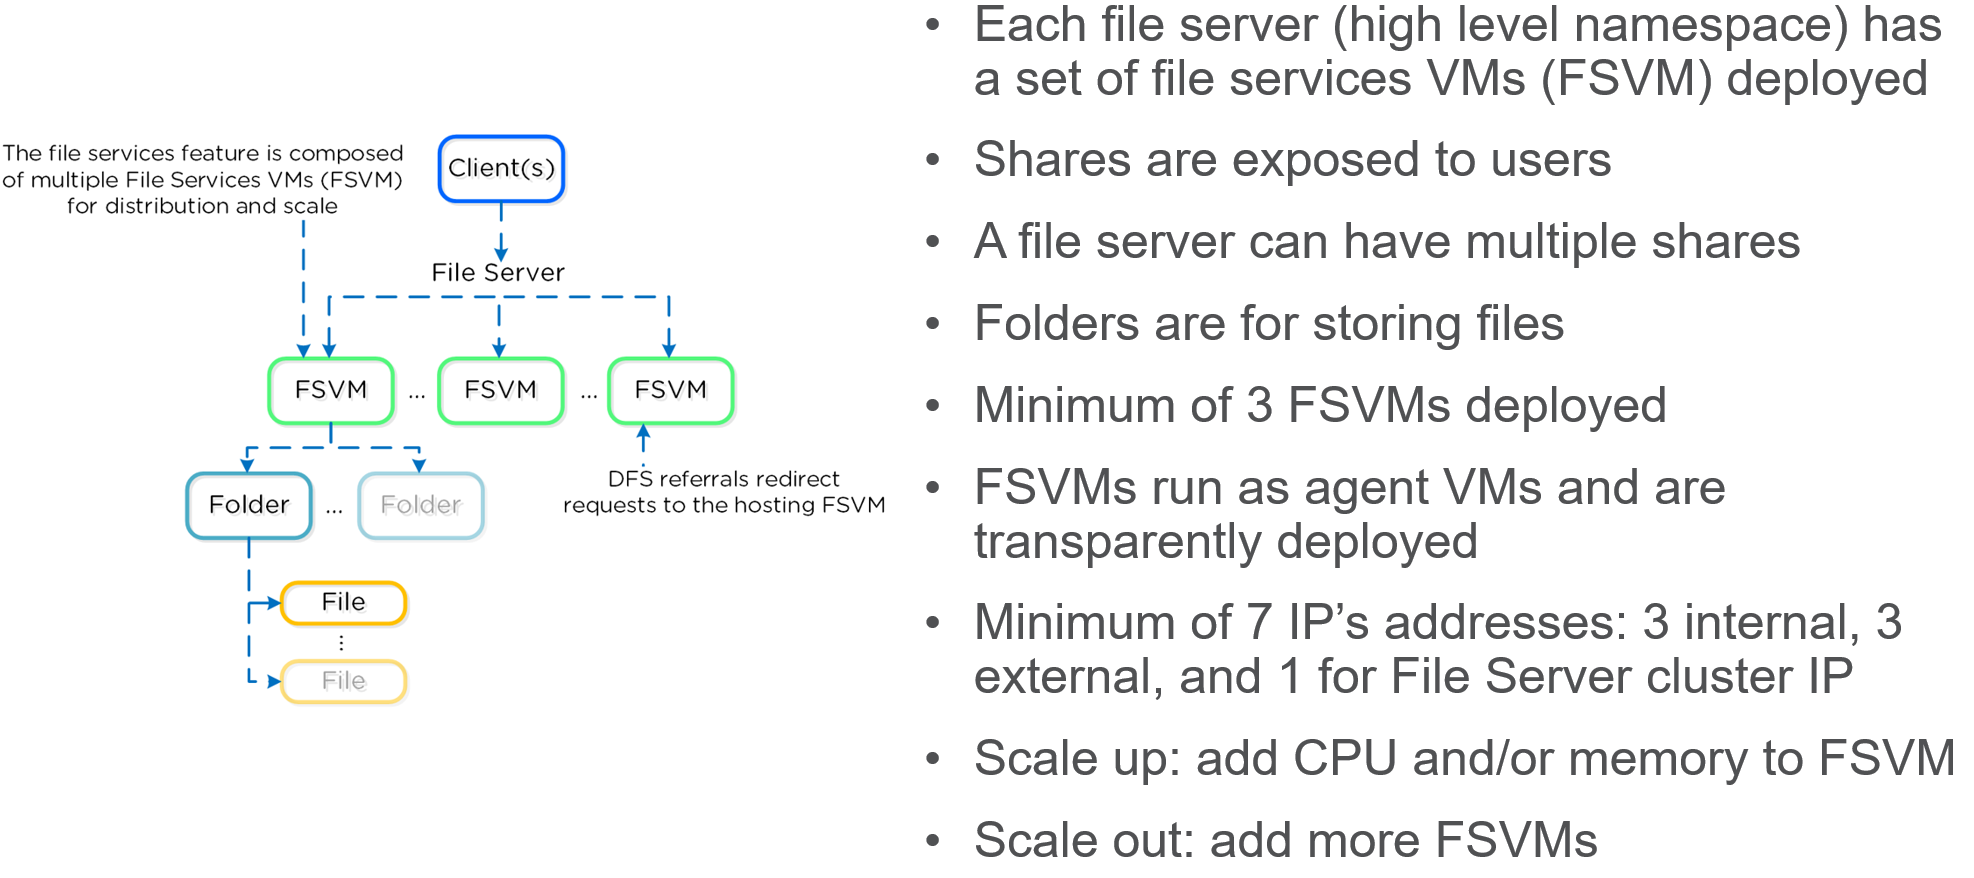 The file services feature is composed
of multiple File Services VMs (FSVM)
for distribution and scale
Client(s)
File Server
FSVM
...
FSVM
...
FSVM
Folder
...
Folder
DFS referrals redirect
requests to the hosting FSVM
File
...
File
• Each file server (high level namespace) has
a set of file services VMs (FSVM) deployed
• Shares are exposed to users
• A file server can have multiple shares
• Folders are for storing files
• Minimum of 3 FSVMs deployed
• FSVMs run as agent VMs and are
transparently deployed
• Minimum of 7 IP’s addresses: 3 internal, 3
external, and 1 for File Server cluster IP
• Scale up: add CPU and/or memory to FSVM
• Scale out: add more FSVMs